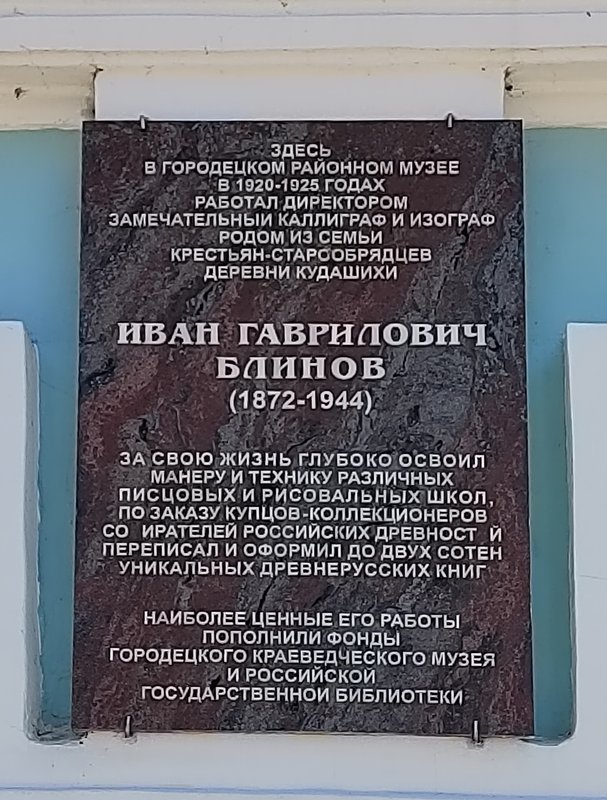 ЗДЕСЬ
В ГОРОДЕЦКОМ РАЙОННОМ МУЗЕЕ
В 1920-1925 ГОДАХ
РАБОТАЛ ДИРЕКТОРОМ
ЗАМЕЧАТЕЛЬНЫЙ КАЛЛИГРАФ И ИЗОГРАФ
РОДОМ ИЗ СЕМЬИ
КРЕСТЬЯН-СТАРООБРЯДЦЕВ
ДЕРЕВНИ КУДАШИХИ
ИВАН ГАВРИЛОВИЧ
БЛИНОВ
(1872-1944)
ЗА СВОЮ ЖИЗНЬ ГЛУБОКО ОСВОИЛ
МАНЕРУ И ТЕХНИКУ РАЗЛИЧНЫХ
ПИСЦОВЫХ И РИСОВАЛЬНЫХ ШКОЛ,
ПО ЗАКАЗУ КУПЦОВ-КОЛЛЕКЦИОНЕРОВ
СО ИРАТЕЛЕЙ РОССИЙСКИХ ДРЕВНОСТ Й
ПЕРЕПИСАЛ И ОФОРМИЛ ДО ДВУХ СОТЕН
УНИКАЛЬНЫХ ДРЕВНЕРУССКИХ КНИГ
НАИБОЛЕЕ ЦЕННЫЕ ЕГО РАБОТЫ
ПОПОЛНИЛИ ФОНДЫ
ГОРОДЕЦКОГО КРАЕВЕДЧЕСКОГО МУЗЕЯ
И РОССИЙСКОЙ
ГОСУДАРСТВЕННОЙ БИБЛИОТЕКИ